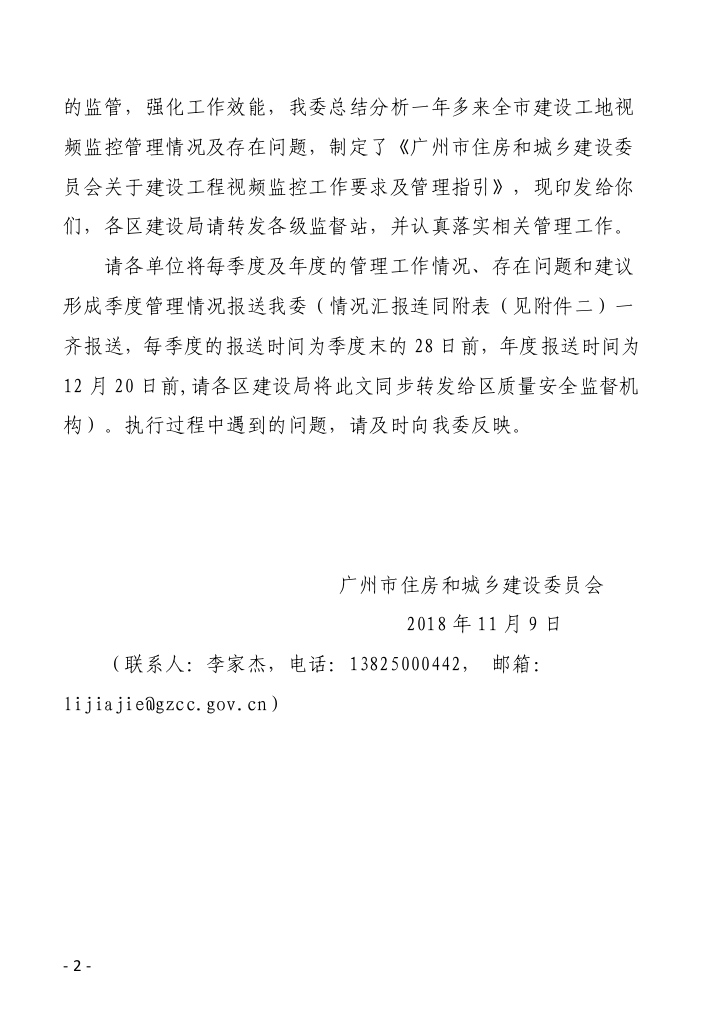 的监管，强化工作效能，我委总结分析一年多来全市建设工地视
频监控管理情况及存在问题，制定了《广州市住房和城乡建设委
员会关于建设工程视频监控工作要求及管理指引》，现印发给你
们，各区建设局请转发各级监督站，并认真落实相关管理工作。
请各单位将每季度及年度的管理工作情况、存在问题和建议
形成季度管理情况报送我委（情况汇报连同附表（见附件二）一
齐报送，每季度的报送时间为季度末的 28 日前，年度报送时间为
12 月 20 日前,请各区建设局将此文同步转发给区质量安全监督机
构）。执行过程中遇到的问题，请及时向我委反映。
广州市住房和城乡建设委员会
2018 年 11 月 9 日
（联系人：李家杰，电话：13825000442， 邮箱：
lijiajie@gzcc.gov.cn）
- 2 -